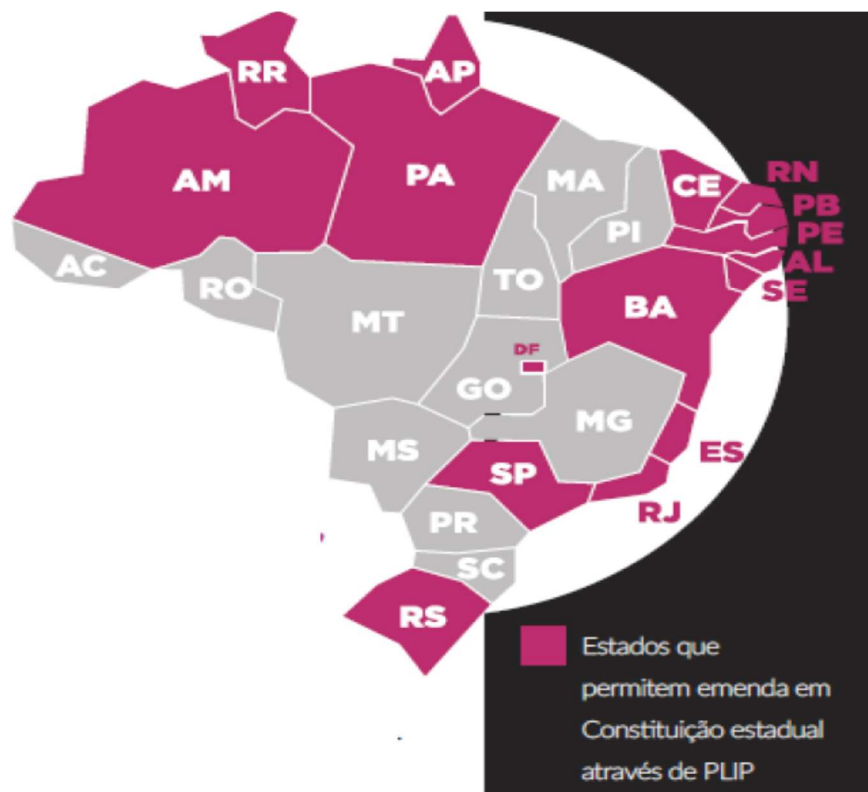 RR
AP
AM
PA
MA
CE
RN
PB
PE
PI
AL
SE
AC
RO
TO
BA
MT
DF
GO
MG
MS
SP
ES
RJ
PR
SC
RS
Estados que
permitem emenda em
Constituição estadual
através de PLIP